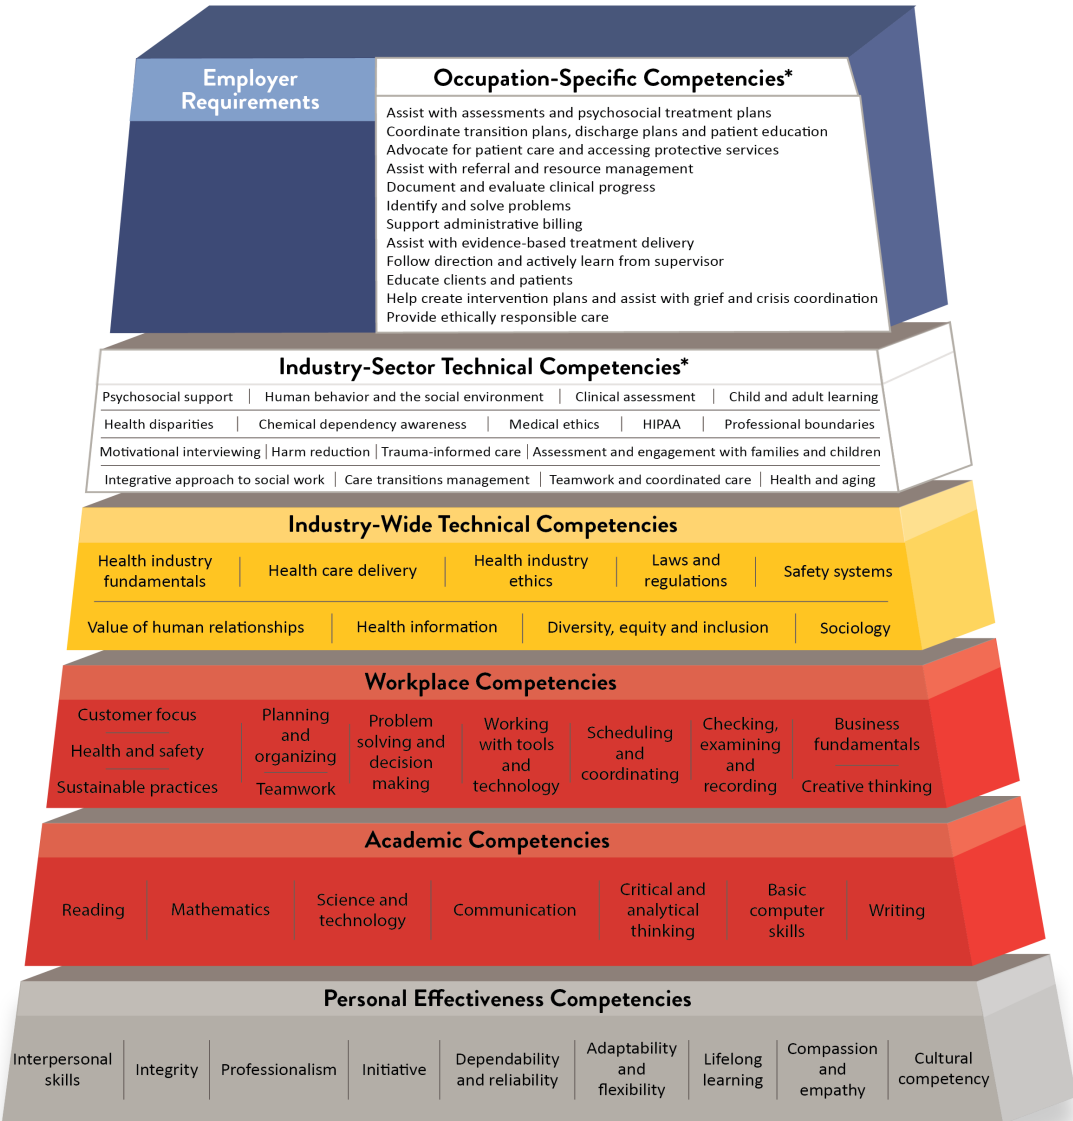 Employer
Requirements
Occupation-Specific Competencies*
Assist with assessments and psychosocial treatment plans
Coordinate transition plans, discharge plans and patient education
Advocate for patient care and accessing protective services
Assist with referral and resource management
Document and evaluate clinical progress
Identify and solve problems
Support administrative billing
Assist with evidence-based treatment delivery
Follow direction and actively learn from supervisor
Educate clients and patients
Help create intervention plans and assist with grief and crisis coordination
Provide ethically responsible care
Industry-Sector Technical Competencies*
Psychosocial support | Human behavior and the social environment | Clinical assessment | Child and adult learning
Health disparities | Chemical dependency awareness | Medical ethics | HIPAA | Professional boundaries
Motivational interviewing | Harm reduction | Trauma-informed care | Assessment and engagement with families and children
Integrative approach to social work | Care transitions management | Teamwork and coordinated care | Health and aging
Industry-Wide Technical Competencies
Health industry
fundamentals
Health care delivery
Health industry
ethics
Laws and
regulations
Safety systems
Value of human relationships
Health information
Diversity, equity and inclusion
Sociology
Workplace Competencies
Customer focus
Health and safety
Sustainable practices
Planning
and
organizing
Teamwork
Problem
solving and
decision
making
Working
with tools
and
technology
Scheduling
and
coordinating
Checking,
examining
and
recording
Business
fundamentals
Creative thinking
Academic Competencies
Reading
Mathematics
Science and
technology
Communication
Critical and
analytical
thinking
Basic
computer
skills
Writing
Personal Effectiveness Competencies
Interpersonal
skills
Integrity
Professionalism
Initiative
Dependability
and reliability
Adaptability
and
flexibility
Lifelong
learning
Compassion
and
empathy
Cultural
competency